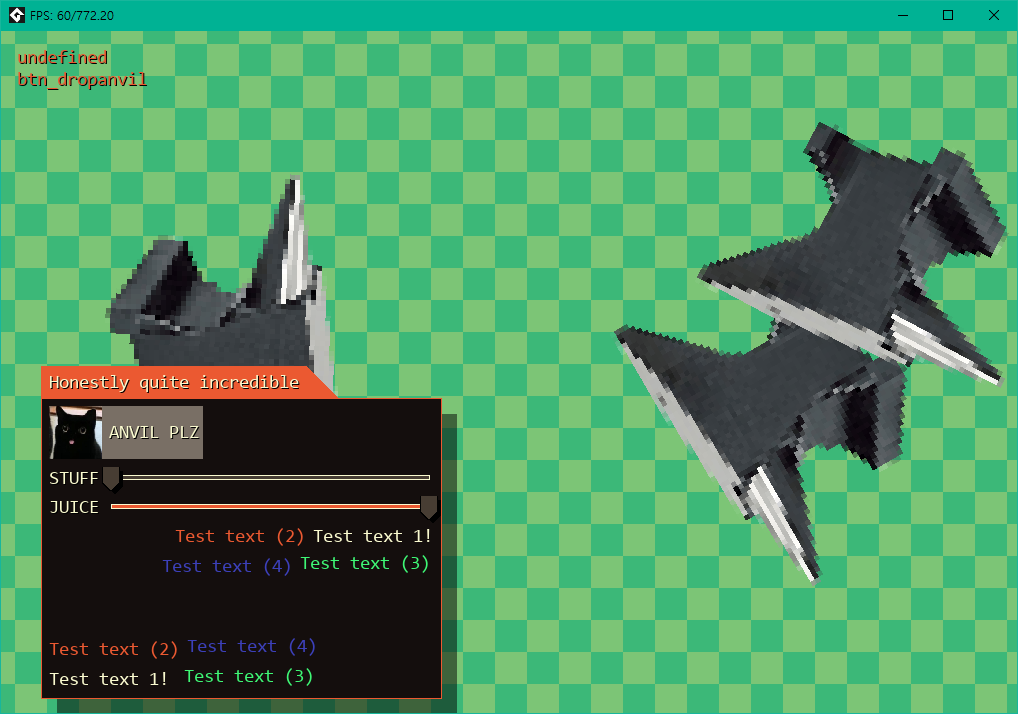 FPS: 60/772.20
undefined
btn_dropanvil
Honestly quite incredible
ANVIL PLZ
STUFF
JUICE
Test text (2) Test text 1!
Test text (4) Test text (3)
Test text (2) Test text (4)
Test text 1! Test text (3)